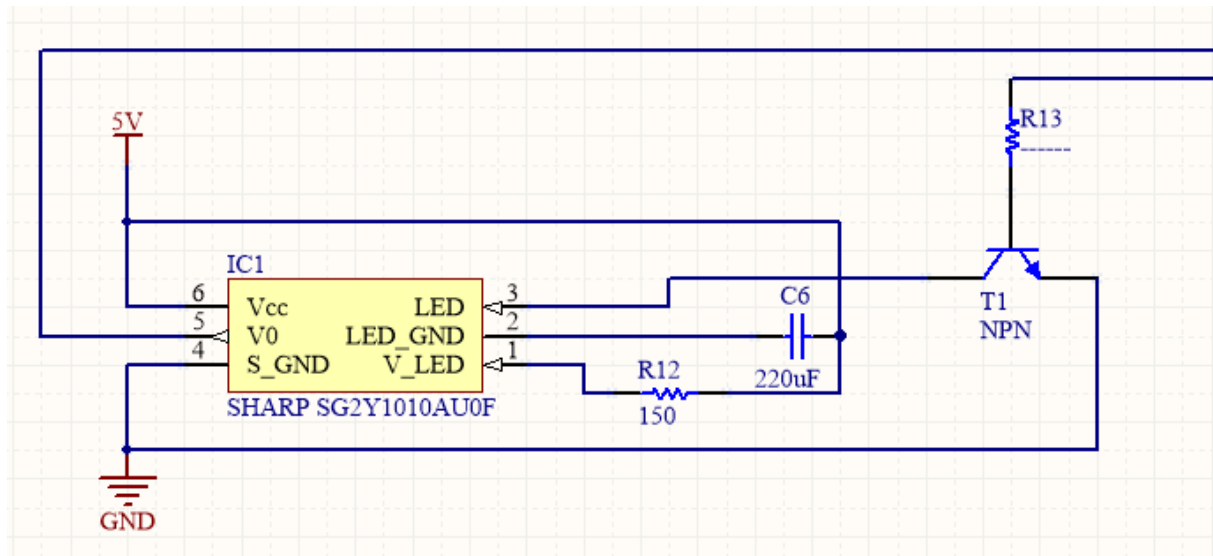 5V
R13
------
IC1
6 Vcc LED 3
5 V0 LED_GND 2
4 S_GND V_LED 1
SHARP SG2Y1010AU0F
C6
220uF
R12
150
T1
NPN
GND